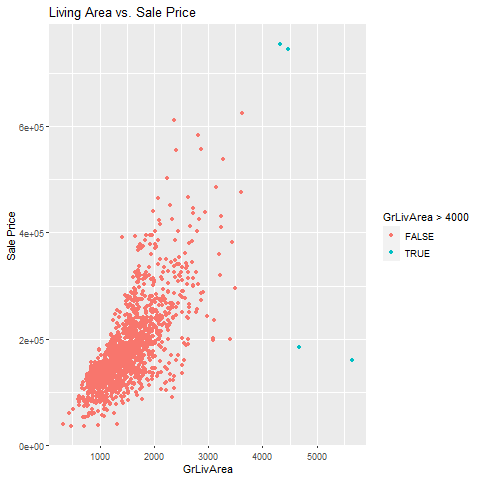 Living Area vs. Sale Price
Sale Price
6e+05
4e+05
2e+05
0e+00
1000 2000 3000 4000 5000
GrLivArea
GrLivArea > 4000
FALSE
TRUE